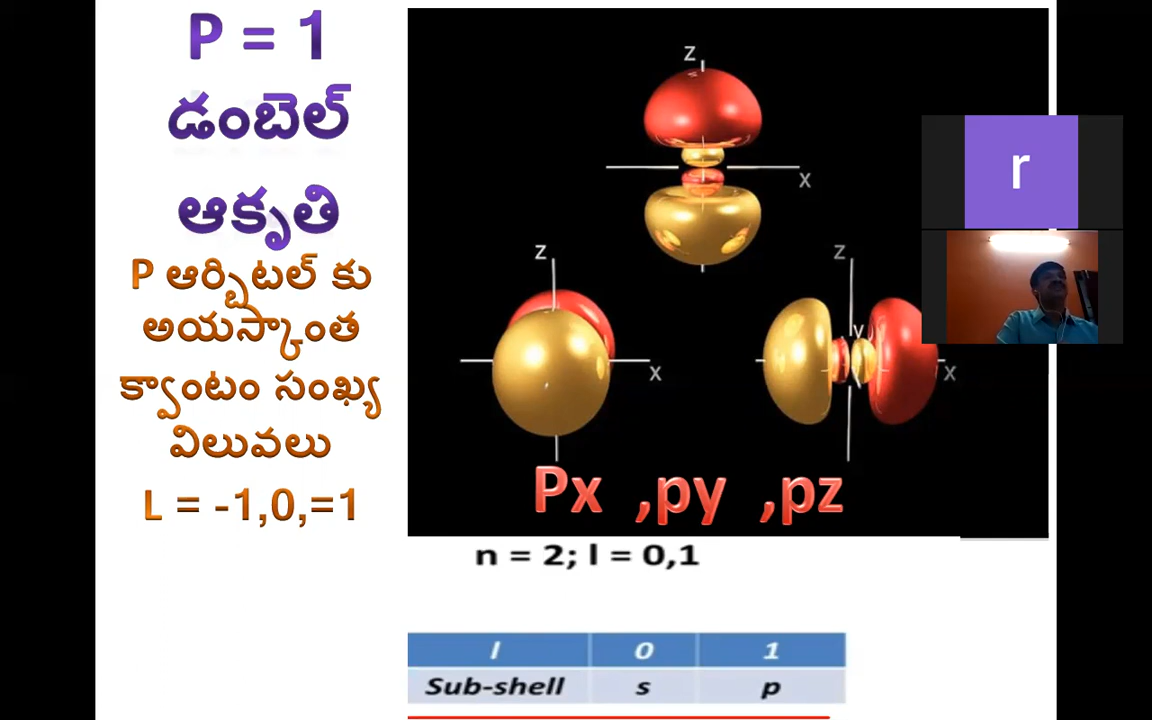 P = 1
డంబెల్
ఆకృతి
P ఆర్బిటల్ కు
అయస్కాంత
క్వాంటం సంఖ్య
విలువలు
L = -1,0,=1
z
x
z
x
z
y
x
Px ,py ,pz
r
n = 2; l = 0,1
l 0 1
Sub-shell s p